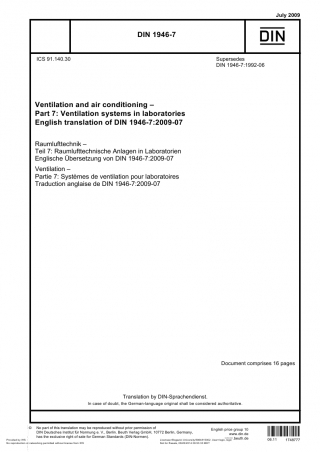 July 2009
DIN 1946-7
DIN
ICS 91.140.30
Supersedes
DIN 1946-7:1992-06
Ventilation and air conditioning –
Part 7: Ventilation systems in laboratories
English translation of DIN 1946-7:2009-07
Raumlufttechnik –
Teil 7: Raumlufttechnische Anlagen in Laboratorien
Englische Übersetzung von DIN 1946-7:2009-07
Ventilation –
Partie 7: Systèmes de ventilation pour laboratoires
Traduction anglaise de DIN 1946-7:2009-07
Document comprises 16 pages
Translation by DIN-Sprachendienst.
In case of doubt, the German-language original shall be considered authoritative.
© No part of this translation may be reproduced without prior permission of
DIN Deutsches Institut für Normung e. V., Berlin. Beuth Verlag GmbH, 10772 Berlin, Germany,
has the exclusive right of sale for German Standards (DIN-Normen).
English price group 10
www.din.de
www.beuth.de